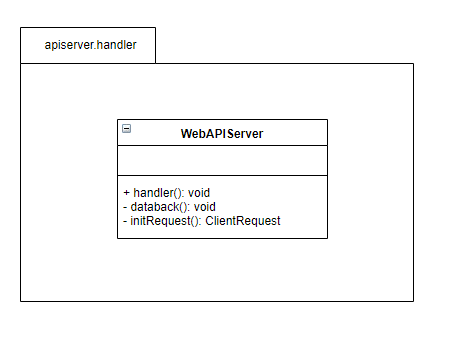 apiserver.handler
WebAPIServer
+ handler(): void
- databack(): void
- initRequest(): ClientRequest